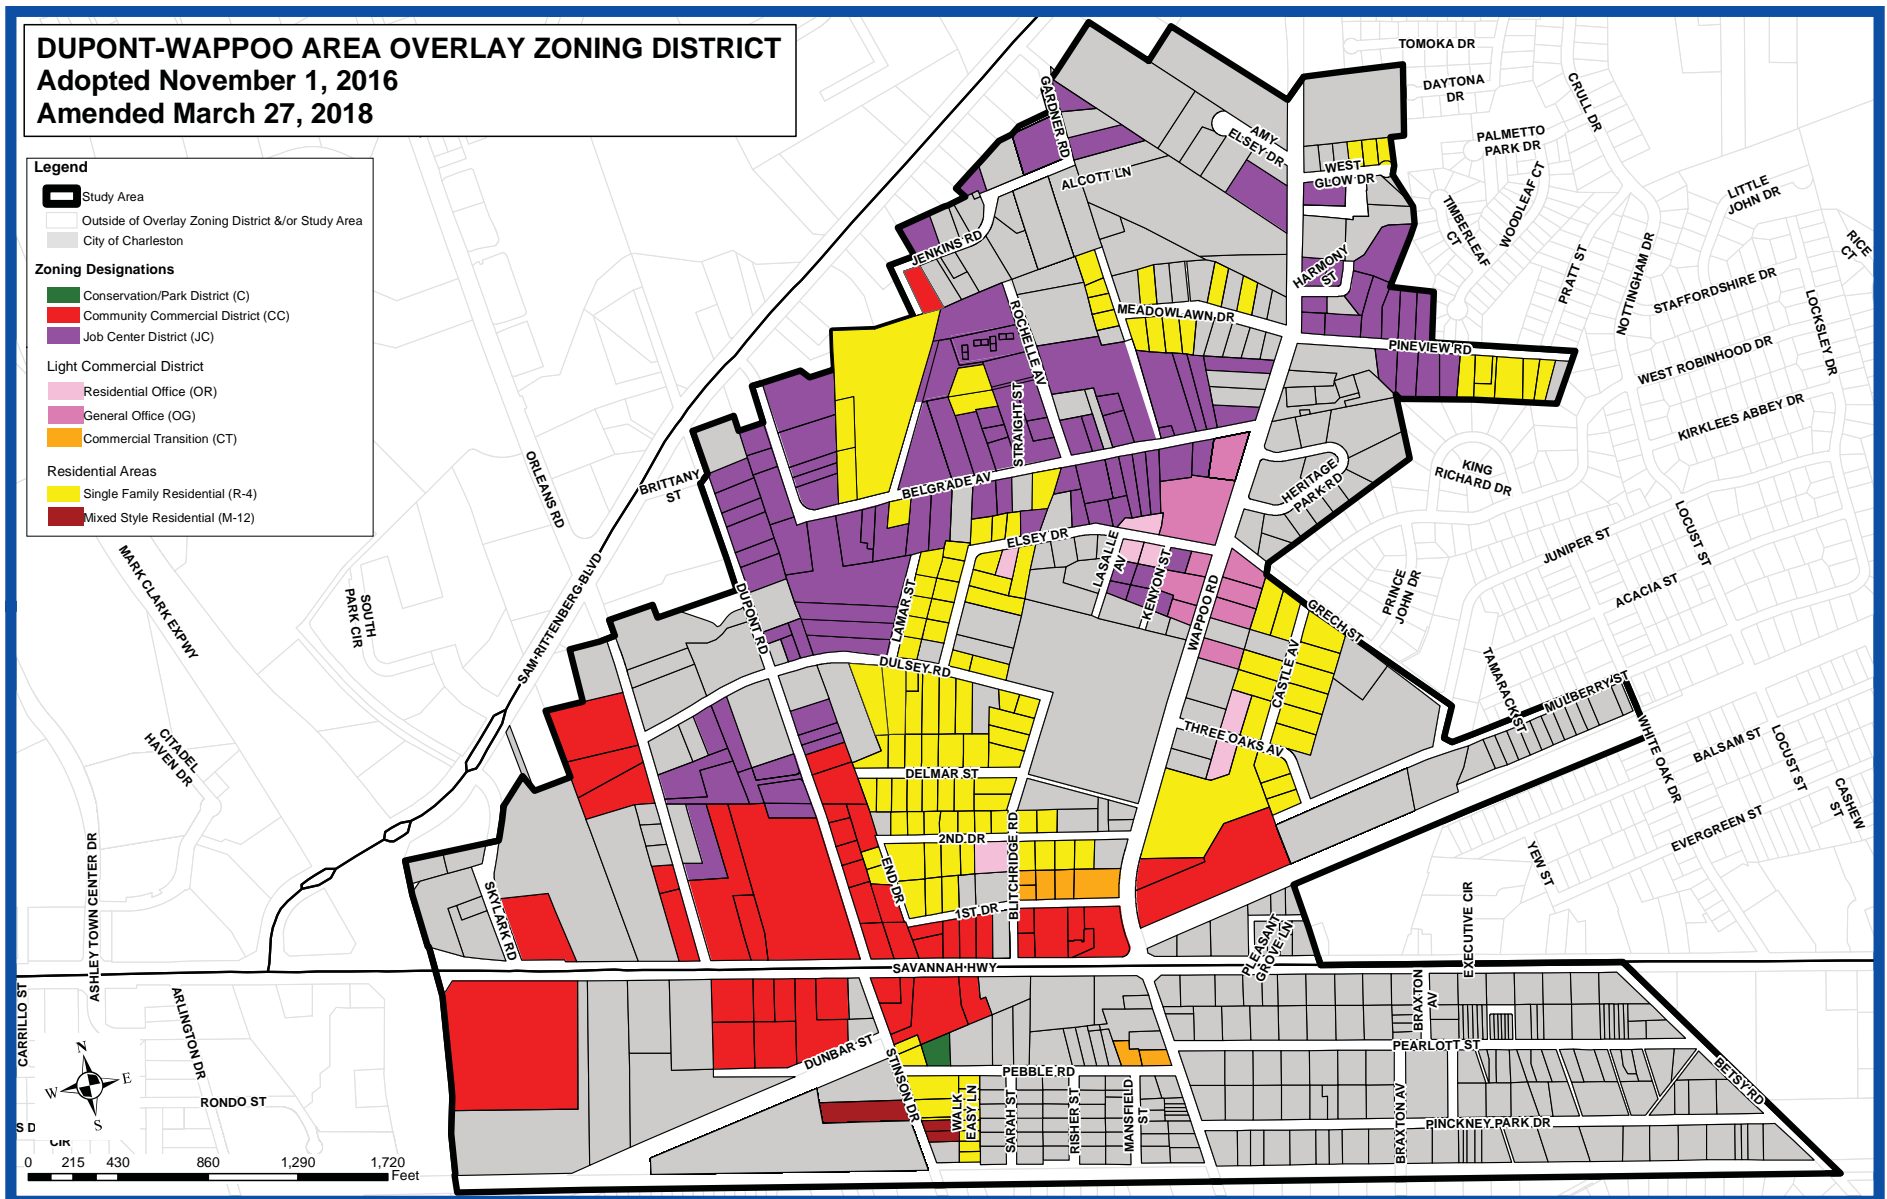 DUPONT-WAPPOO AREA OVERLAY ZONING DISTRICT
Adopted November 1, 2016
Amended March 27, 2018
Legend
Study Area
Outside of Overlay Zoning District &/or Study Area
City of Charleston
Zoning Designations
Conservation/Park District (C)
Community Commercial District (CC)
Job Center District (JC)
Light Commercial District
Residential Office (OR)
General Office (OG)
Commercial Transition (CT)
Residential Areas
Single Family Residential (R-4)
Mixed Style Residential (M-12)
TOMOKA DR
DAYTONA
DR
CRULL DR
PALMETTO
PARK DR
GARDNER RD
AMY
ELSEY DR
ALCOTT LN
WEST
GLOW DR
WOODLEAF CT
TIMBERLEAF
CT
LITTLE
JOHN DR
RICE
CT
JENKINS RD
HARMONY
ST
PRATT ST
NOTTINGHAM DR
STAFFORDSHIRE DR
LOCKSLEY DR
ROCHELLE AV
MEADOWLAWN DR
PINEVIEW RD
WEST ROBINHOOD DR
KIRKLEES ABBEY DR
STRAIGHT ST
BELGRADE AV
HERITAGE
PARK RD
KING
RICHARD DR
ORLEANS RD
BRITTANY
ST
ELSEY DR
LASALLE
AV
KENYON ST
JUNIPER ST
LOCUST ST
ACACIA ST
PRINCE
JOHN DR
GRECH ST
MARK CLARK EXPWY
SOUTH
PARK CIR
SAM RITTENBERG BLVD
DUPONT RD
LAMAR ST
WAPPOO RD
CASTLE AV
DULSEY RD
TAMARACK ST
MULBERRY ST
THREE OAKS AV
WHITE OAK DR
BALSAM ST
LOCUST ST
CASHEW
ST
EVERGREEN ST
YEW ST
CITADEL
HAVEN DR
DELMAR ST
2ND DR
BLITCHRIDGE RD
END DR
1ST DR
SKYLARK RD
ASHLEY TOWN CENTER DR
SAVANNAH HWY
PLEASANT
GROVE LN
EXECUTIVE CIR
BRAXTON
AV
CARRILLO ST
ARLINGTON DR
DUNBAR ST
STINSON DR
PEBBLE RD
PEARLOTT ST
BETSY RD
WALK
EASY LN
SARAH ST
RISHER ST
MANSFIELD
ST
BRAXTON AV
PINCKNEY PARK DR
RONDO ST
N
W
E
S
S D
CIR
0 215 430 860 1,290 1,720
Feet